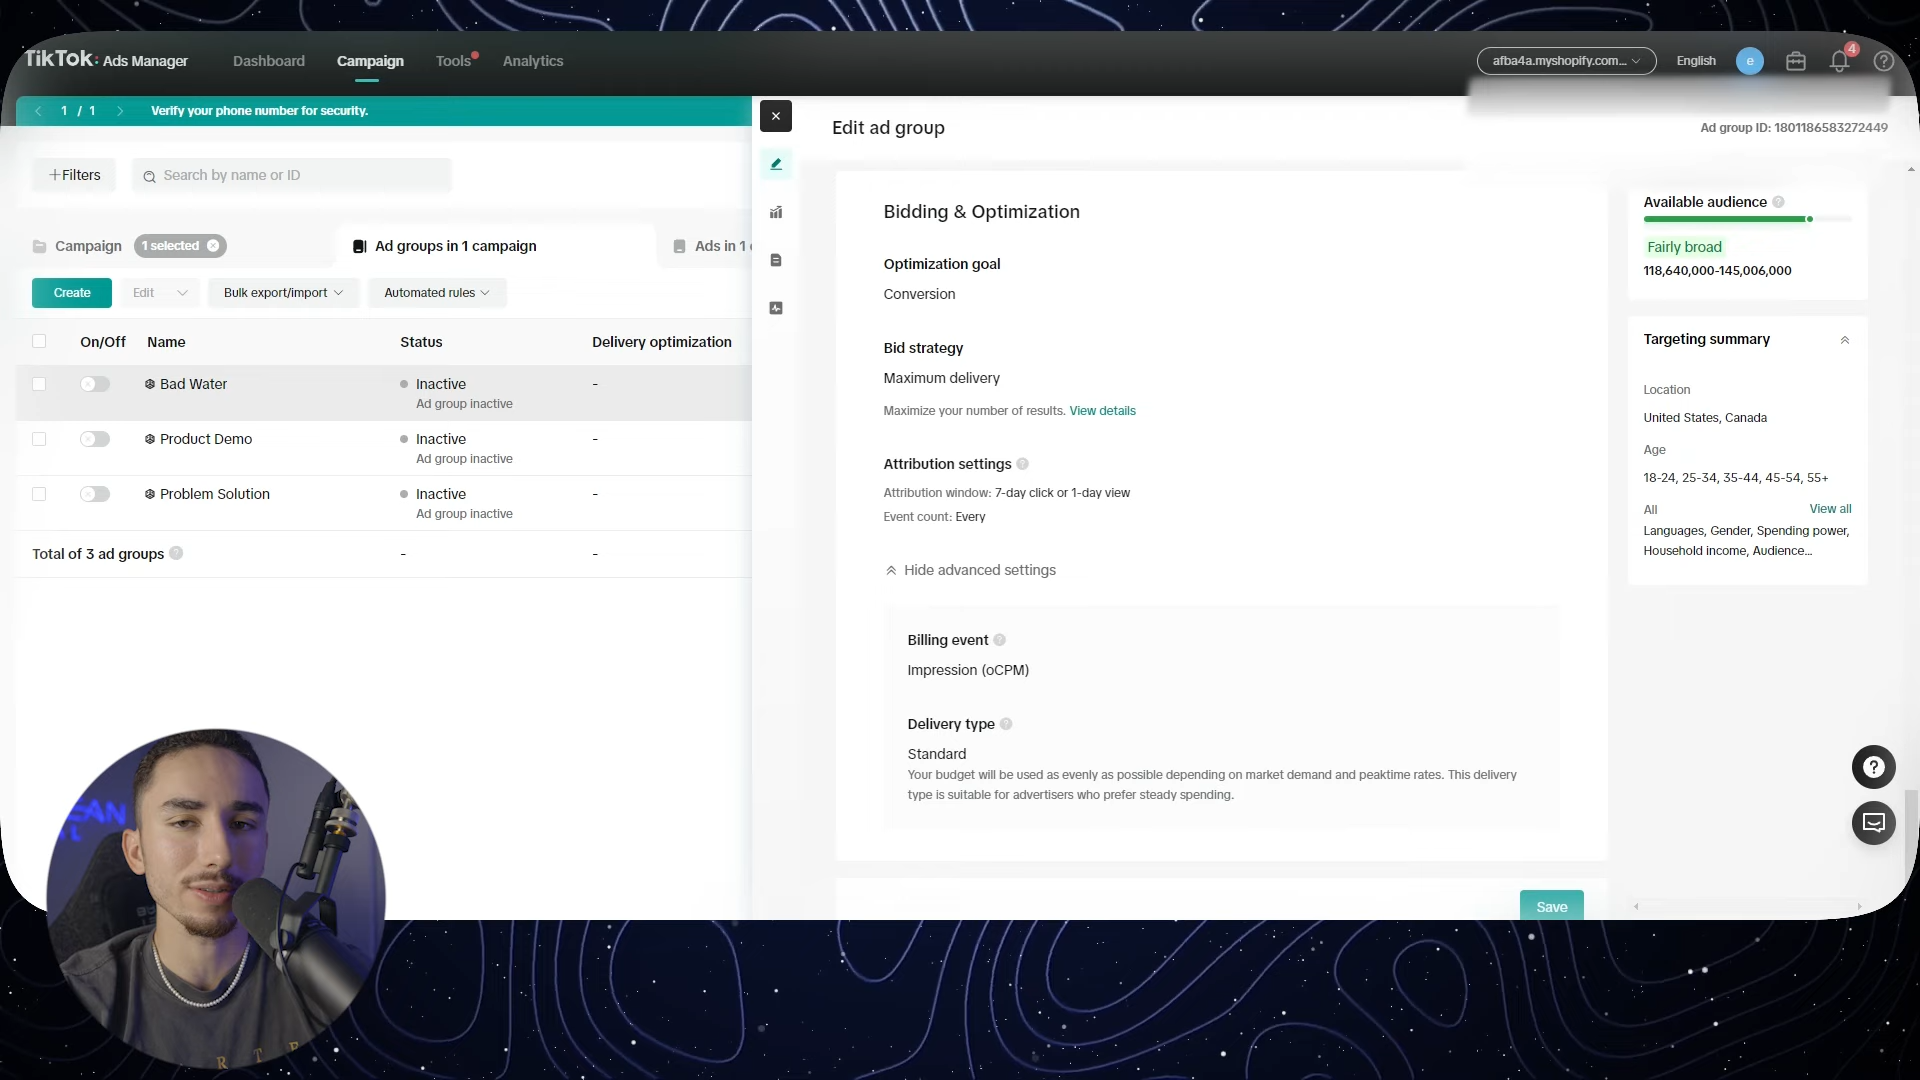 TikTok: Ads Manager
Dashboard
Campaign
Tools
Analytics
afba4a.myshopify.com...
English
e
4
1 / 1
Verify your phone number for security.
Edit ad group
Ad group ID: 1801186583272449
Filters
Search by name or ID
Campaign
1 selected
Ad groups in 1 campaign
Ads in 1
Create
Edit
Bulk export/import
Automated rules
On/Off
Name
Status
Delivery optimization
Bad Water
Inactive
-
Ad group inactive
Product Demo
Inactive
-
Ad group inactive
Problem Solution
Inactive
-
Ad group inactive
Total of 3 ad groups
-
-
Bidding & Optimization
Optimization goal
Conversion
Bid strategy
Maximum delivery
Maximize your number of results. View details
Attribution settings
Attribution window: 7-day click or 1-day view
Event count: Every
Hide advanced settings
Billing event
Impression (oCPM)
Delivery type
Standard
Your budget will be used as evenly as possible depending on market demand and peaktime rates. This delivery
type is suitable for advertisers who prefer steady spending.
Save
Available audience
Fairly broad
118,640,000-145,006,000
Targeting summary
Location
United States, Canada
Age
18-24, 25-34, 35-44, 45-54, 55+
All
View all
Languages, Gender, Spending power,
Household income, Audience...